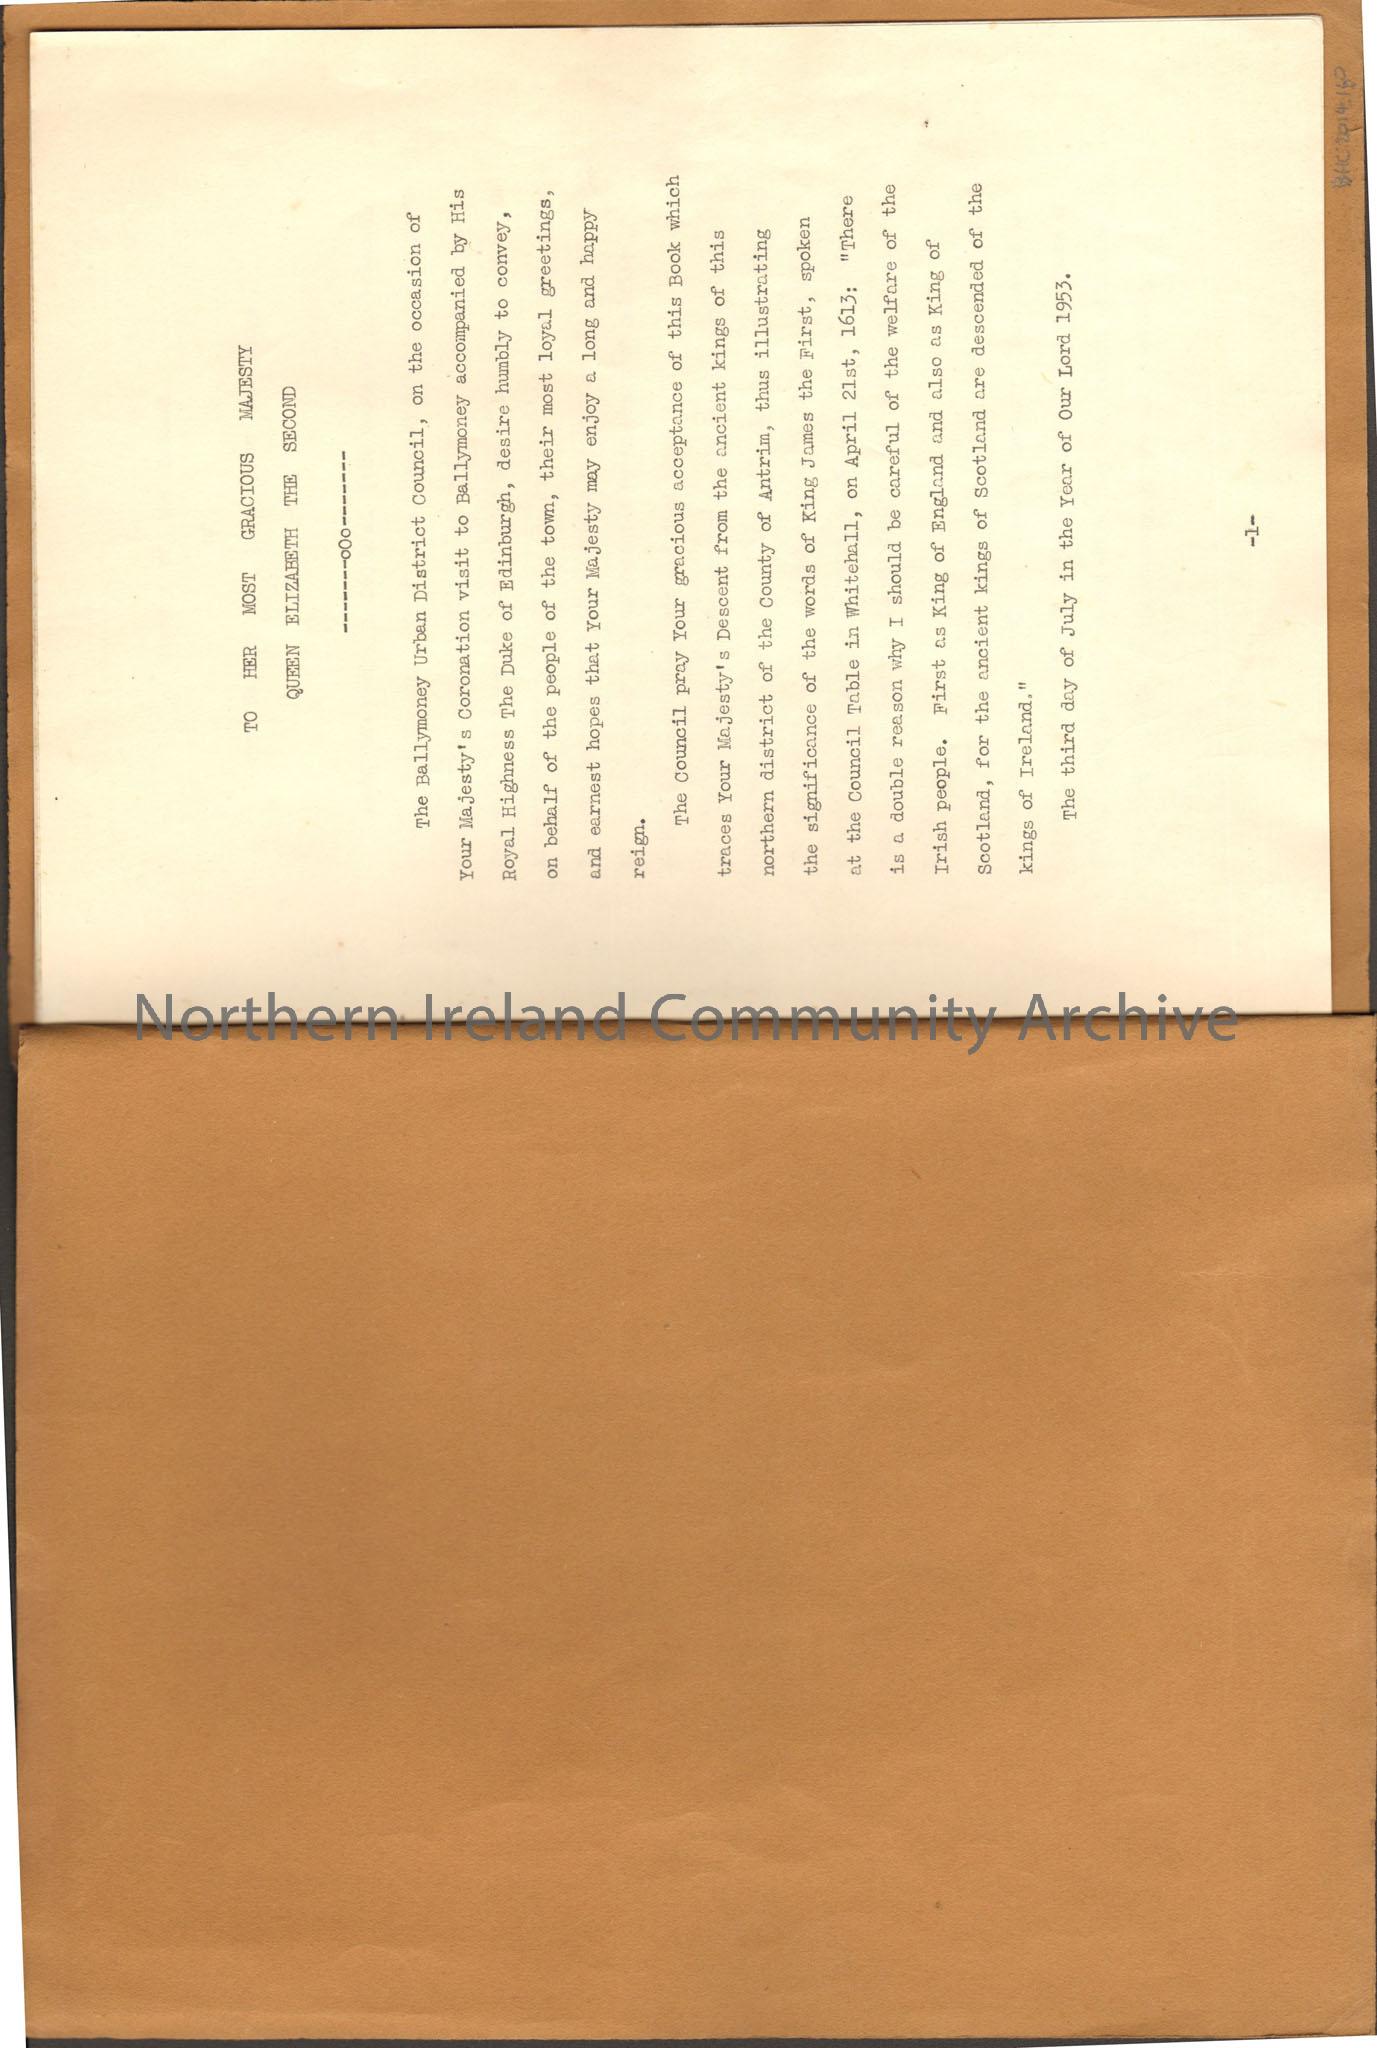 TO HER MOST GRACIOUS MAJESTY
QUEEN ELIZABETH THE SECOND
-------oOo-------
The Ballymoney Urban District Council, on the occasion of
Your Majesty's Coronation visit to Ballymoney accompanied by His
Royal Highness The Duke of Edinburgh, desire humbly to convey,
on behalf of the people of the town, their most loyal greetings,
and earnest hopes that Your Majesty may enjoy a long and happy
reign.
The Council pray Your gracious acceptance of this Book which
traces Your Majesty's Descent from the ancient kings of this
northern district of the County of Antrim, thus illustrating
the significance of the words of King James the First, spoken
at the Council Table in Whitehall, on April 21st, 1613: "There
is a double reason why I should be careful of the welfare of the
Irish people. First as King of England and also as King of
Scotland, for the ancient kings of Scotland are descended of the
kings of Ireland."
The third day of July in the Year of Our Lord 1953.
-1-
BHC:2014.160
Northern Ireland Community Archive